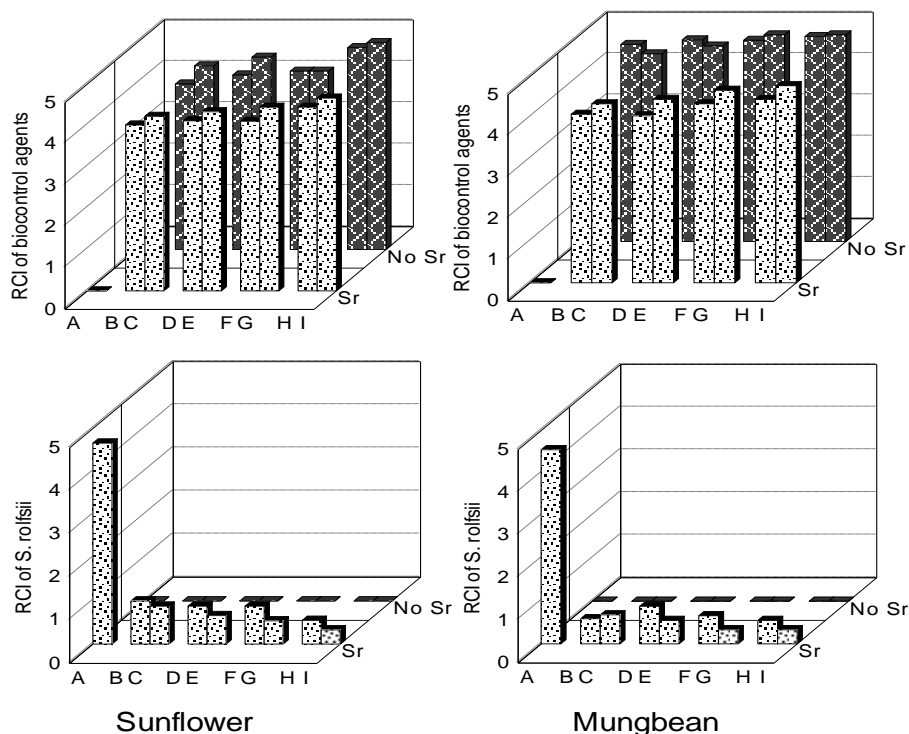 RCI of biocontrol agents
5
4
3
2
1
0
A B C D E F G H I
Sr
No Sr
RCI of biocontrol agents
5
4
3
2
1
0
A B C D E F G H I
Sr
No Sr
RCI of S. rolfsii
5
4
3
2
1
0
A B C D E F G H I
Sr
No Sr
RCI of S. rolfsii
5
4
3
2
1
0
A B C D E F G H I
Sr
No Sr
Sunflower
Mungbean